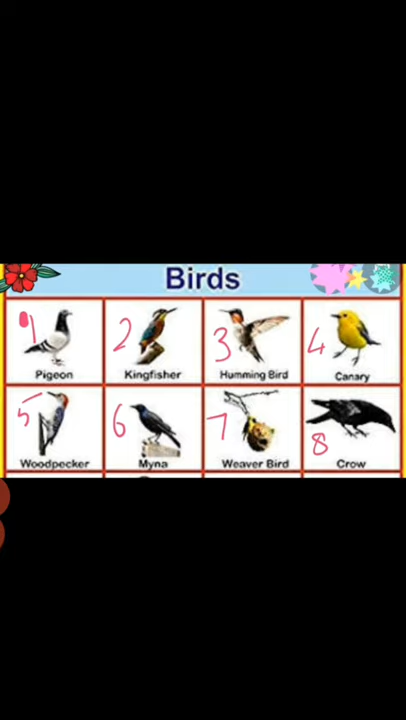 Birds
1 2 3 4
Pigeon Kingfisher Humming Bird Canary
5 6 7 8
Woodpecker Myna Weaver Bird Crow